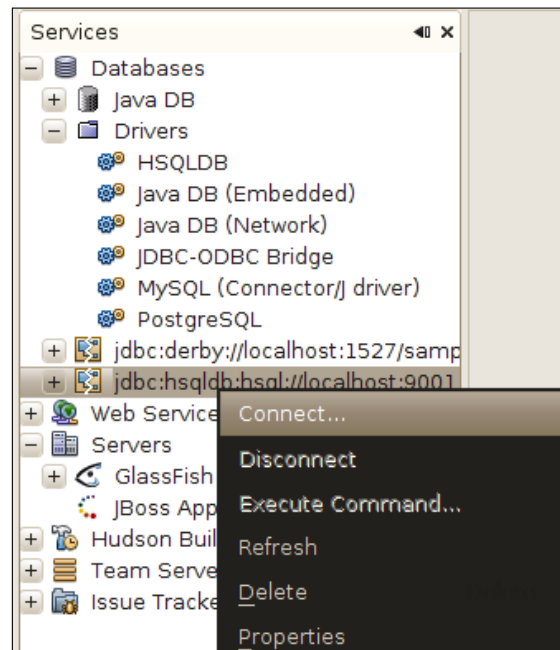 Services
Databases
Java DB
Drivers
HSQLDB
Java DB (Embedded)
Java DB (Network)
JDBC-ODBC Bridge
MySQL (Connector/J driver)
PostgreSQL
jdbc:derby://localhost:1527/samp
jdbc:hsqldb:hsql://localhost:9001
Web Service
Servers
GlassFish
JBoss App
Hudson Buil
Team Serve
Issue Tracke
Connect...
Disconnect
Execute Command...
Refresh
Delete
Properties